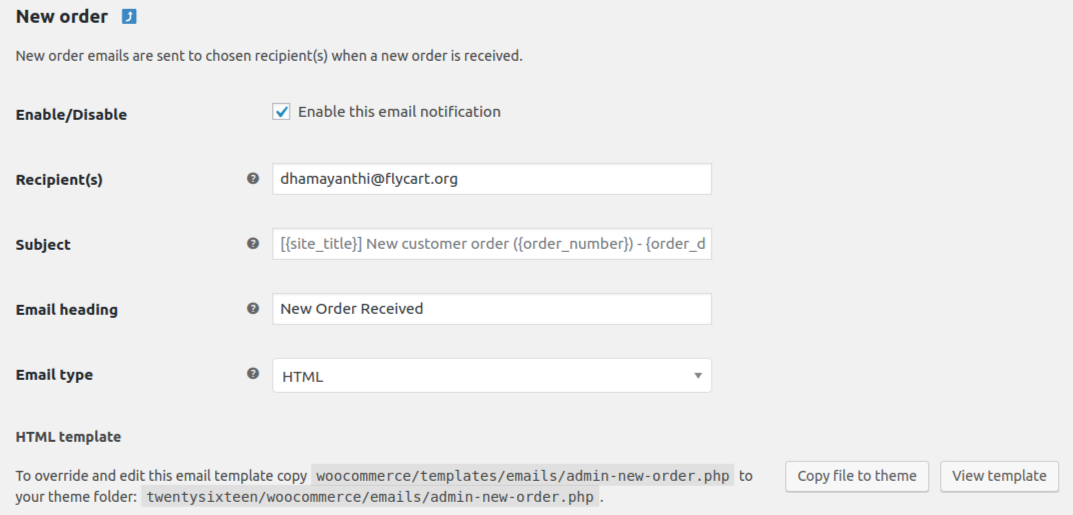 New order
New order emails are sent to chosen recipient(s) when a new order is received.
Enable/Disable
Enable this email notification
Recipient(s)
dhamayanthi@flycart.org
Subject
[{site_title}] New customer order ({order_number}) - {order_d
Email heading
New Order Received
Email type
HTML
HTML template
To override and edit this email template copy woocommerce/templates/emails/admin-new-order.php to
your theme folder: twentysixteen/woocommerce/emails/admin-new-order.php .
Copy file to theme
View template